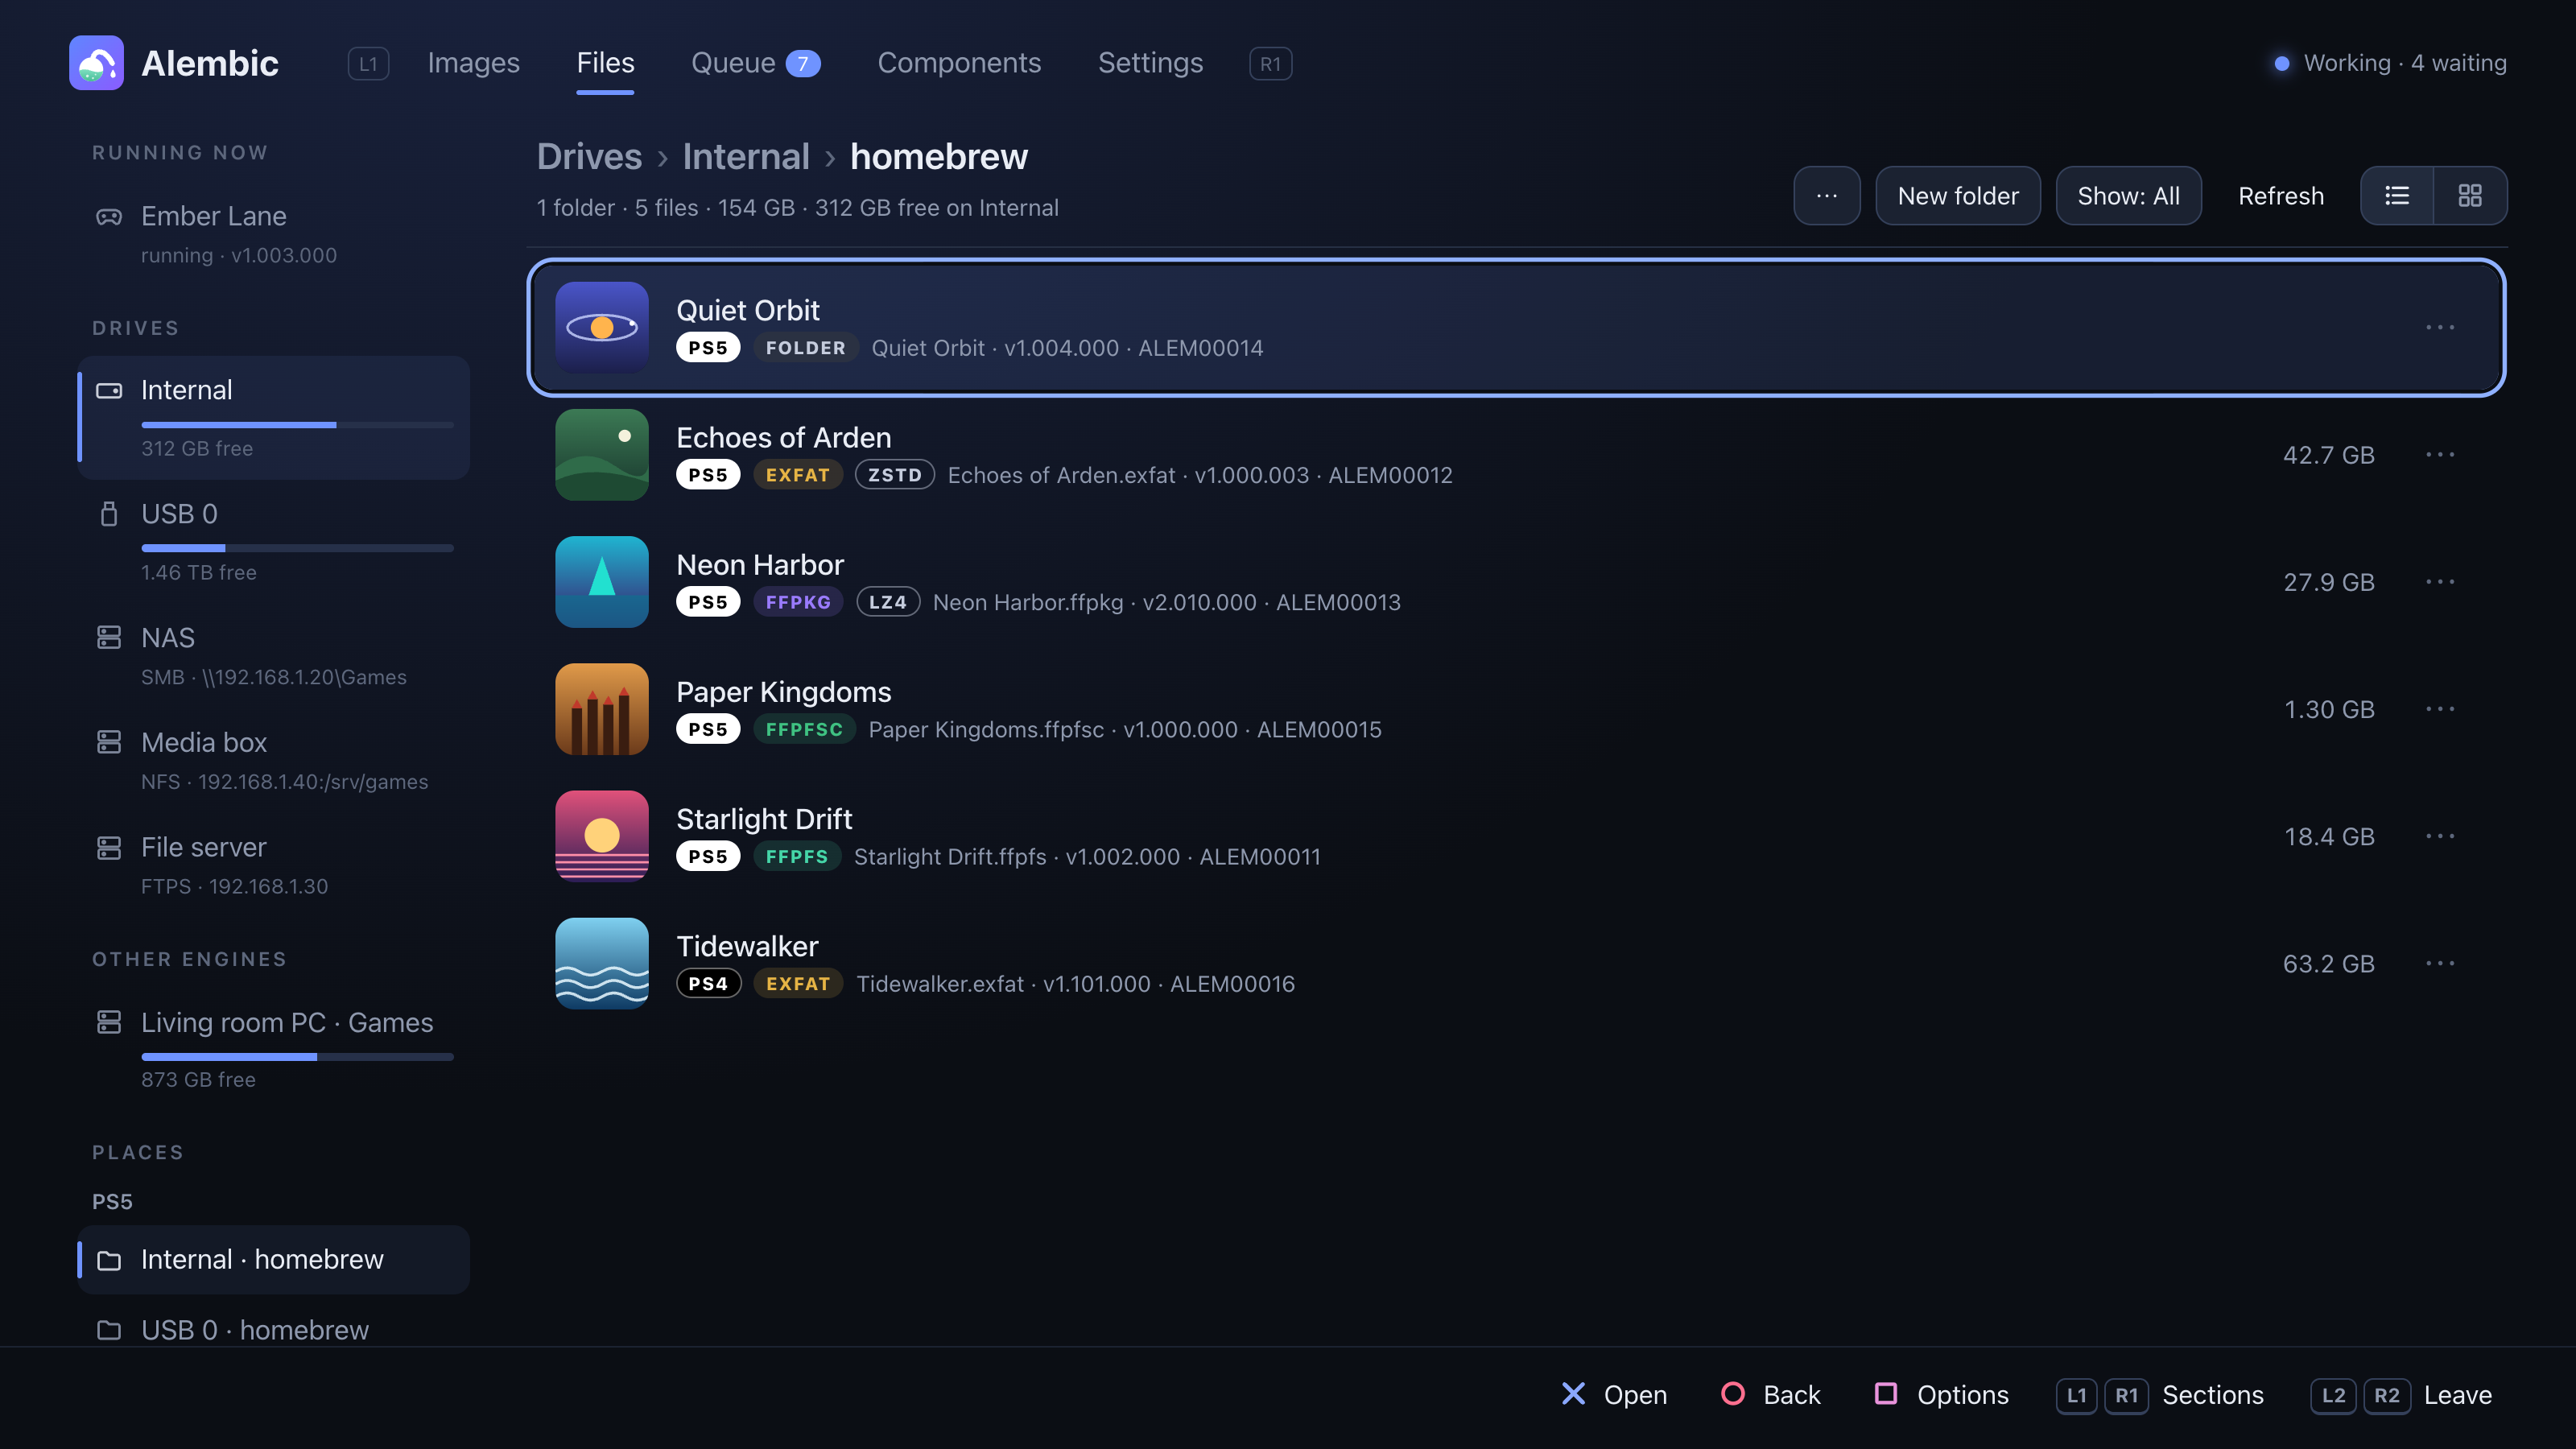 Alembic
L1 Images Files Queue 7 Components Settings R1
Working · 4 waiting
RUNNING NOW
Ember Lane
running · v1.003.000
DRIVES
Internal
312 GB free
USB 0
1.46 TB free
NAS
SMB · \\192.168.1.20\Games
Media box
NFS · 192.168.1.40:/srv/games
File server
FTPS · 192.168.1.30
OTHER ENGINES
Living room PC · Games
873 GB free
PLACES
PS5
Internal · homebrew
USB 0 · homebrew
Drives › Internal › homebrew
1 folder · 5 files · 154 GB · 312 GB free on Internal
··· New folder Show: All Refresh
Quiet Orbit
PS5 FOLDER Quiet Orbit · v1.004.000 · ALEM00014
Echoes of Arden
PS5 EXFAT ZSTD Echoes of Arden.exfat · v1.000.003 · ALEM00012
42.7 GB
Neon Harbor
PS5 FFPKG LZ4 Neon Harbor.ffpkg · v2.010.000 · ALEM00013
27.9 GB
Paper Kingdoms
PS5 FFPFSC Paper Kingdoms.ffpfsc · v1.000.000 · ALEM00015
1.30 GB
Starlight Drift
PS5 FFPFS Starlight Drift.ffpfs · v1.002.000 · ALEM00011
18.4 GB
Tidewalker
PS4 EXFAT Tidewalker.exfat · v1.101.000 · ALEM00016
63.2 GB
Open Back Options L1 R1 Sections L2 R2 Leave